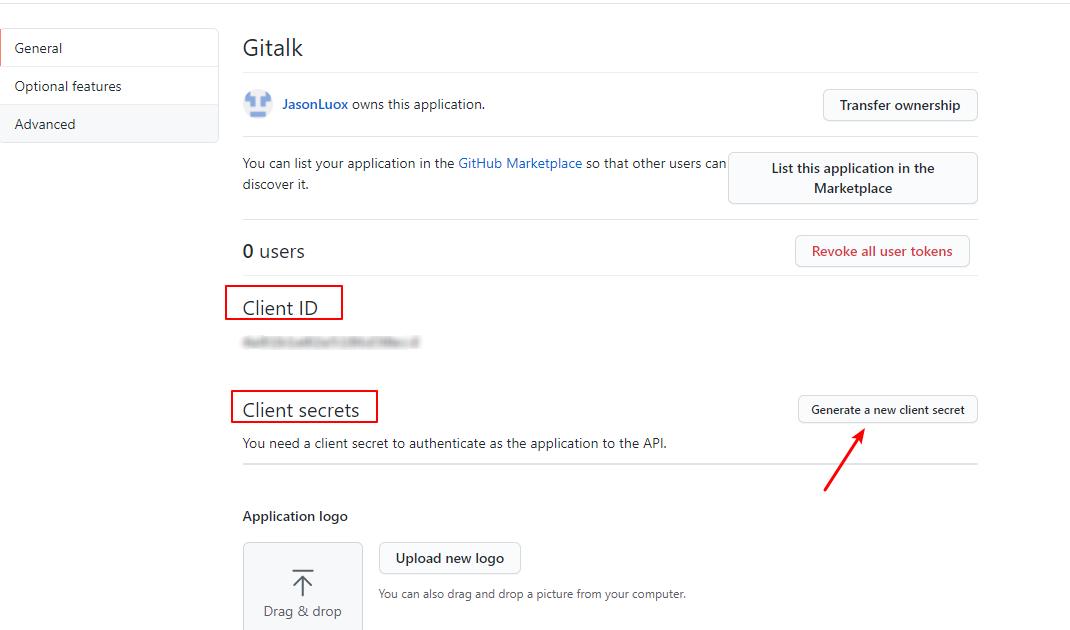 General
Optional features
Advanced
Gitalk
JasonLuox owns this application.
Transfer ownership
You can list your application in the GitHub Marketplace so that other users can
discover it.
List this application in the
Marketplace
0 users
Revoke all user tokens
Client ID
Client secrets
Generate a new client secret
You need a client secret to authenticate as the application to the API.
Application logo
Drag & drop
Upload new logo
You can also drag and drop a picture from your computer.